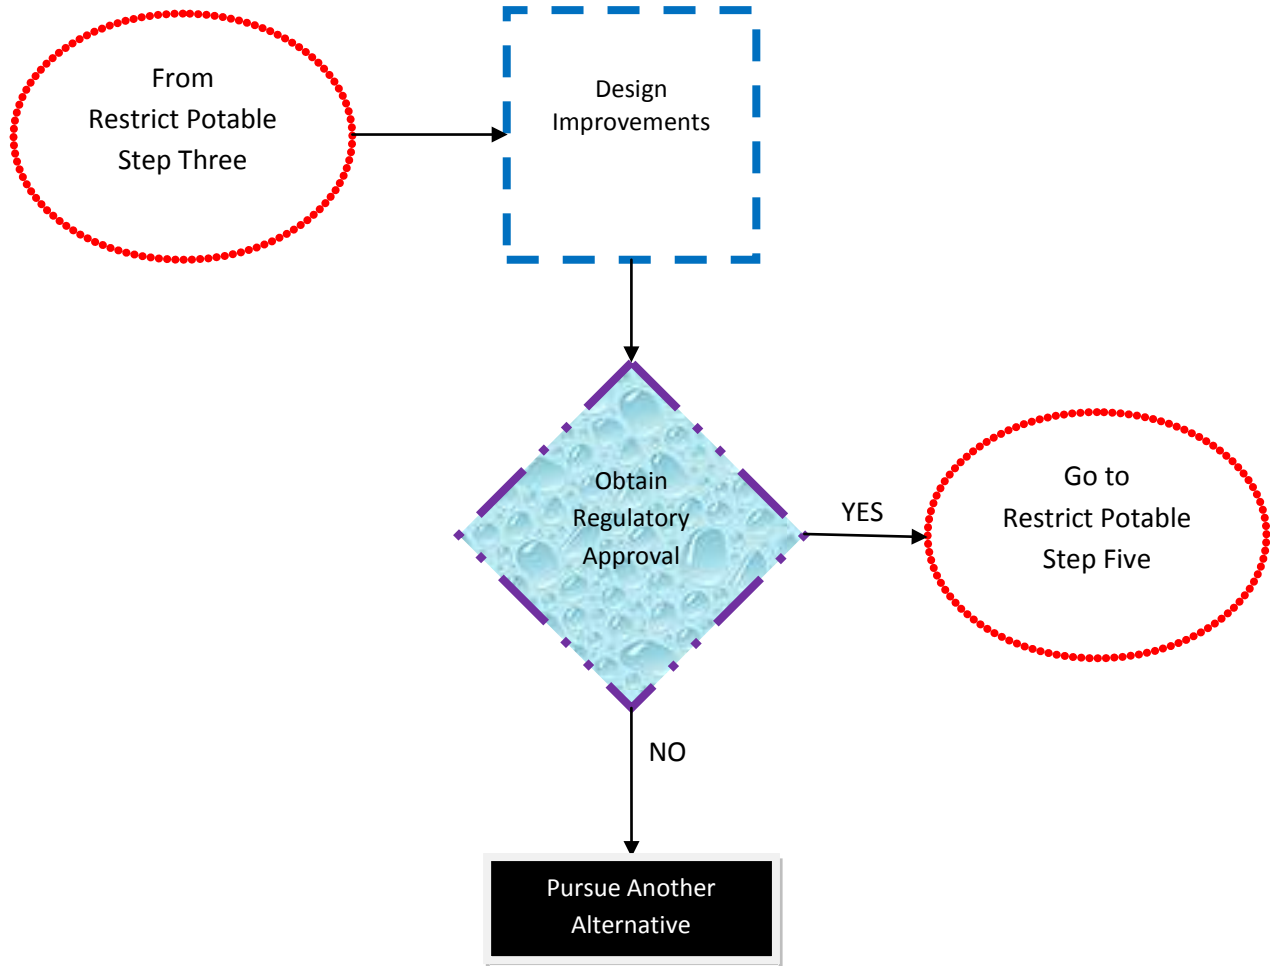 From
Restrict Potable
Step Three
Design
Improvements
Obtain
Regulatory
Approval
YES
Go to
Restrict Potable
Step Five
NO
Pursue Another
Alternative